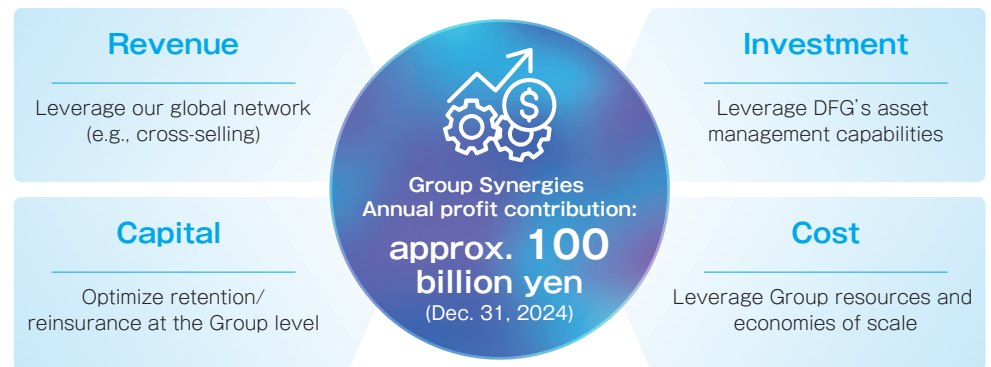 Revenue
Leverage our global network
(e.g., cross-selling)
Investment
Leverage DFG's asset
management capabilities
$
Group Synergies
Annual profit contribution:
approx. 100
billion yen
(Dec. 31, 2024)
Capital
Optimize retention/
reinsurance at the Group level
Cost
Leverage Group resources and
economies of scale